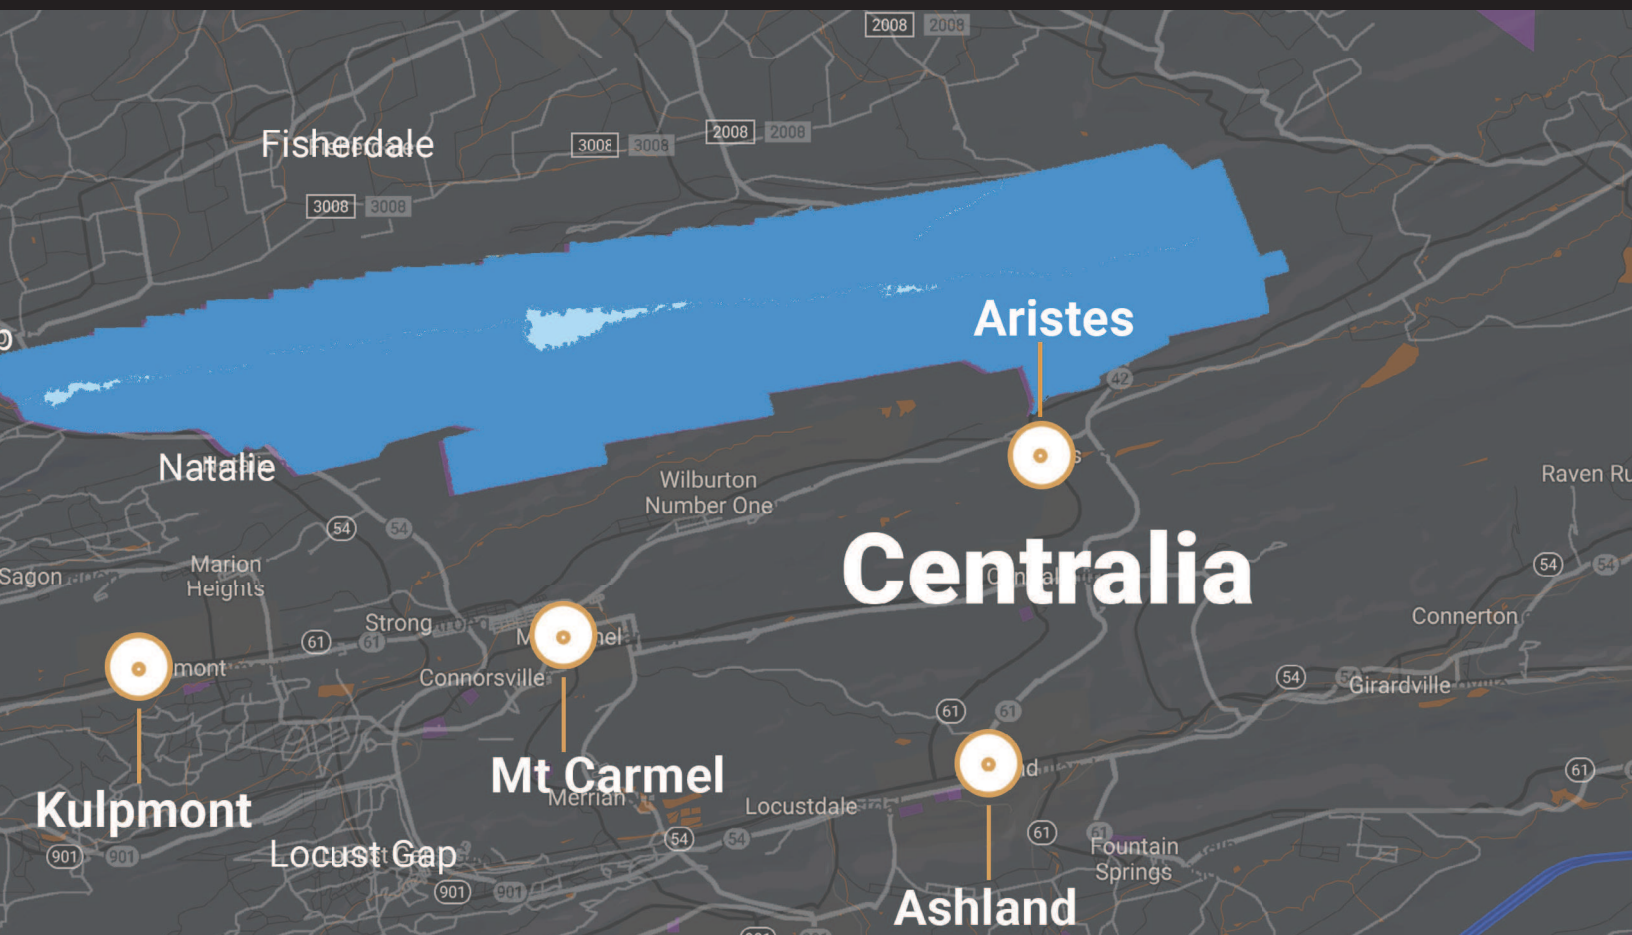 2008 2008
2008 2008
3008 3008
Fisherdale
3008 3008
Aristes
42
Natalie
Wilburton
Number One
Raven Ru
54 54
Centralia
54 54
Marion
Heights
Sagon
Connerton
Strong
61 61
mont
Connorsville
54
Girardville
61 61
Mt Carmel
61
Merrian
Locustdale
Kulpmont
54 54
61 61
Fountain
Springs
901 901
Locust Gap
901 901
Ashland